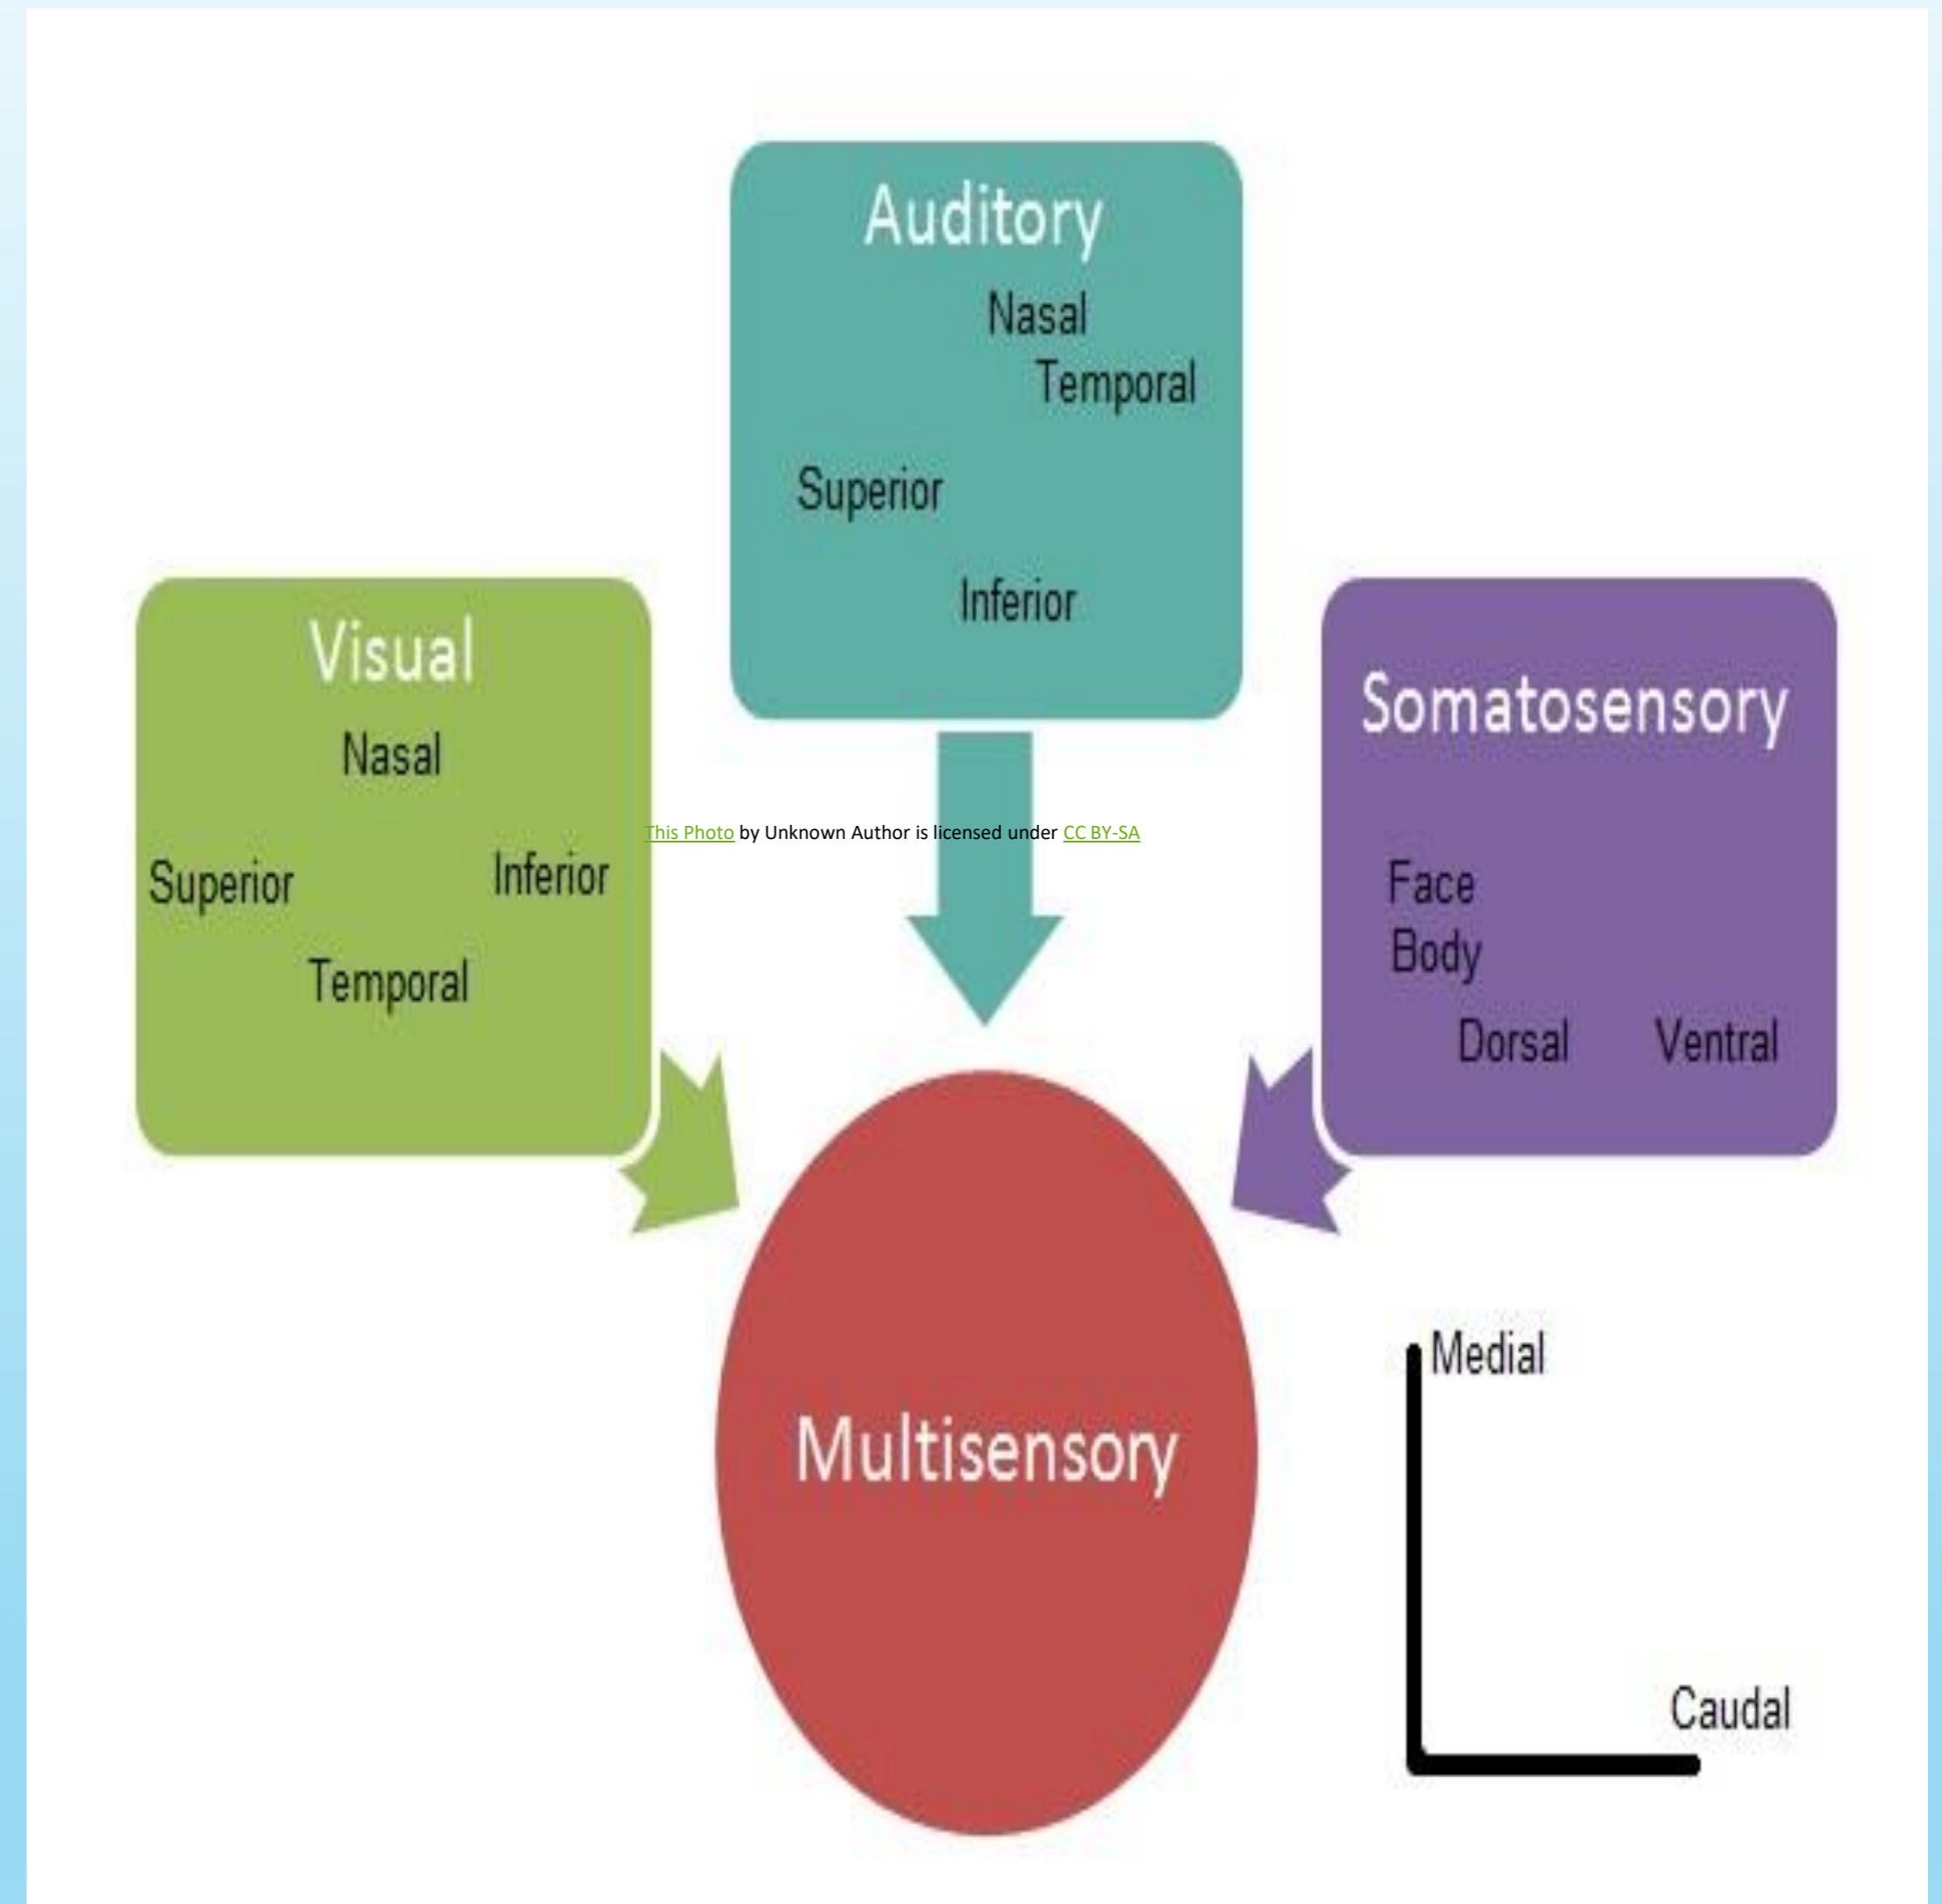 Auditory
Nasal
Temporal
Superior
Inferior
Visual
Nasal
Superior Inferior
Temporal
Somatosensory
Face
Body
Dorsal Ventral
This Photo by Unknown Author is licensed under CC BY-SA
Multisensory
Medial
Caudal